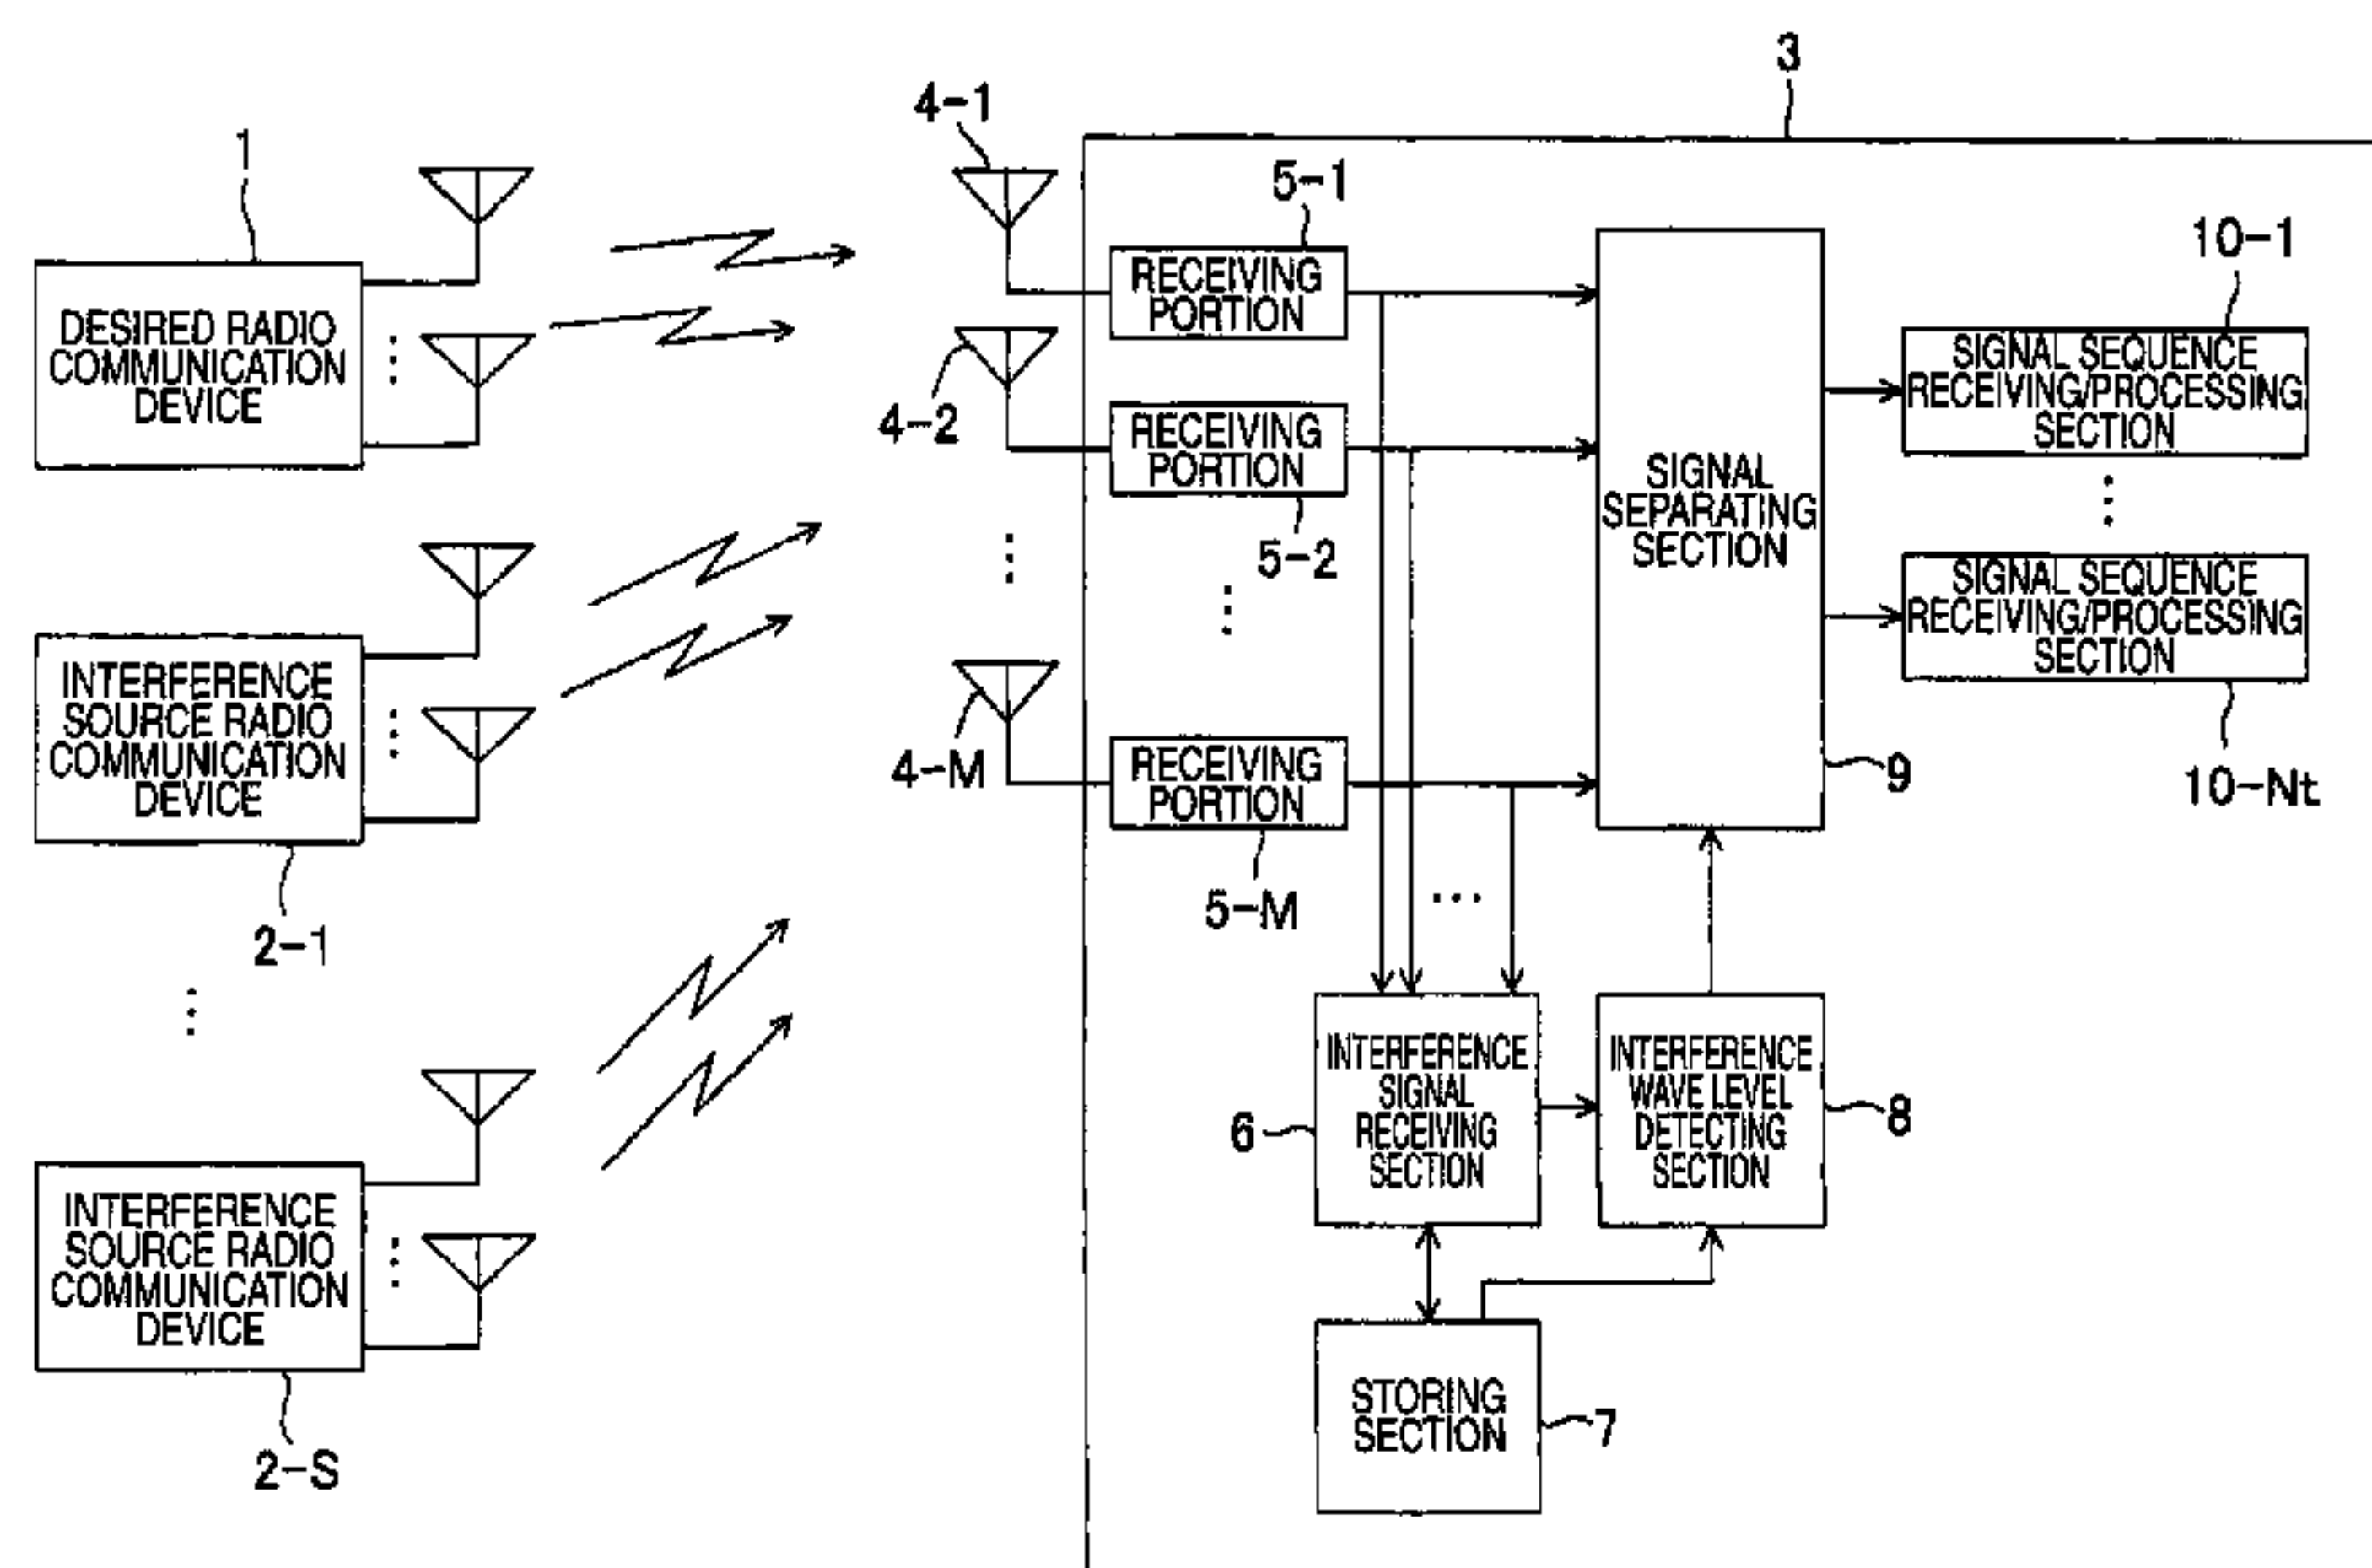 3
4-1
1
5-1
10-1
RECEIVING
PORTION
DESIRED RADIO
COMMUNICATION
DEVICE
SIGNAL SEQUENCE
RECEIVING/PROCESSING
SECTION
4-2
RECEIVING
PORTION
5-2
SIGNAL
SEPARATING
SECTION
SIGNAL SEQUENCE
RECEIVING/PROCESSING
SECTION
INTERFERENCE
SOURCE RADIO
COMMUNICATION
DEVICE
4-M
RECEIVING
PORTION
9
10-Nt
5-M
2-1
INTERFERENCE
SIGNAL
RECEIVING
SECTION
INTERFERENCE
WAVE LEVEL
DETECTING
SECTION
6
8
INTERFERENCE
SOURCE RADIO
COMMUNICATION
DEVICE
STORING
SECTION
7
2-S